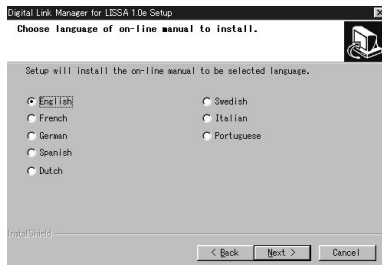 Digital Link Manager for LISSA 1.0e Setup
Choose language of on-line manual to install.
Setup will install the on-line manual to be selected language.
English
French
German
Spanish
Dutch
Swedish
Italian
Portuguese
InstallShield
< Back
Next >
Cancel